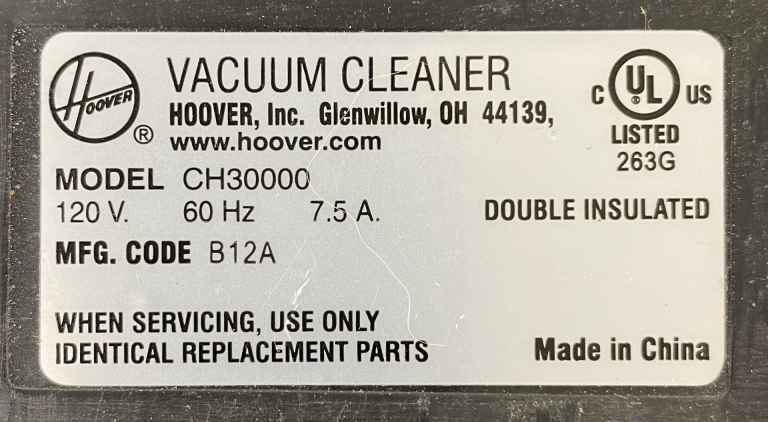 HOOVER ®
VACUUM CLEANER
HOOVER, Inc. Glenwillow, OH 44139,
www.hoover.com
C UL US
LISTED
263G
MODEL CH30000
120 V. 60 Hz 7.5 A.
DOUBLE INSULATED
MFG. CODE B12A
WHEN SERVICING, USE ONLY
IDENTICAL REPLACEMENT PARTS
Made in China